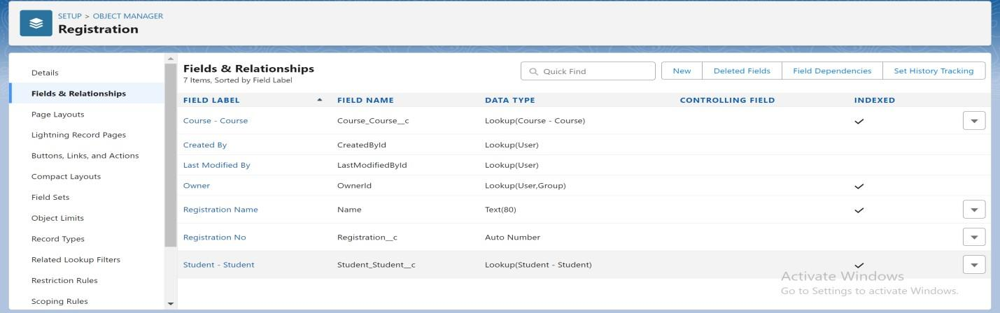 SETUP > OBJECT MANAGER
Registration
Details
Fields & Relationships
Page Layouts
Lightning Record Pages
Buttons, Links, and Actions
Compact Layouts
Field Sets
Object Limits
Record Types
Related Lookup Filters
Restriction Rules
Scoping Rules
Fields & Relationships
7 Items, Sorted by Field Label
Quick Find
New Deleted Fields Field Dependencies Set History Tracking
FIELD LABEL FIELD NAME DATA TYPE CONTROLLING FIELD INDEXED
Course - Course Course_Course__c Lookup(Course - Course)
Created By CreatedById Lookup(User)
Last Modified By LastModifiedById Lookup(User)
Owner OwnerId Lookup(User,Group)
Registration Name Name Text(80)
Registration No Registration__c Auto Number
Student - Student Student_Student__c Lookup(Student - Student)
Activate Windows
Go to Settings to activate Windows.